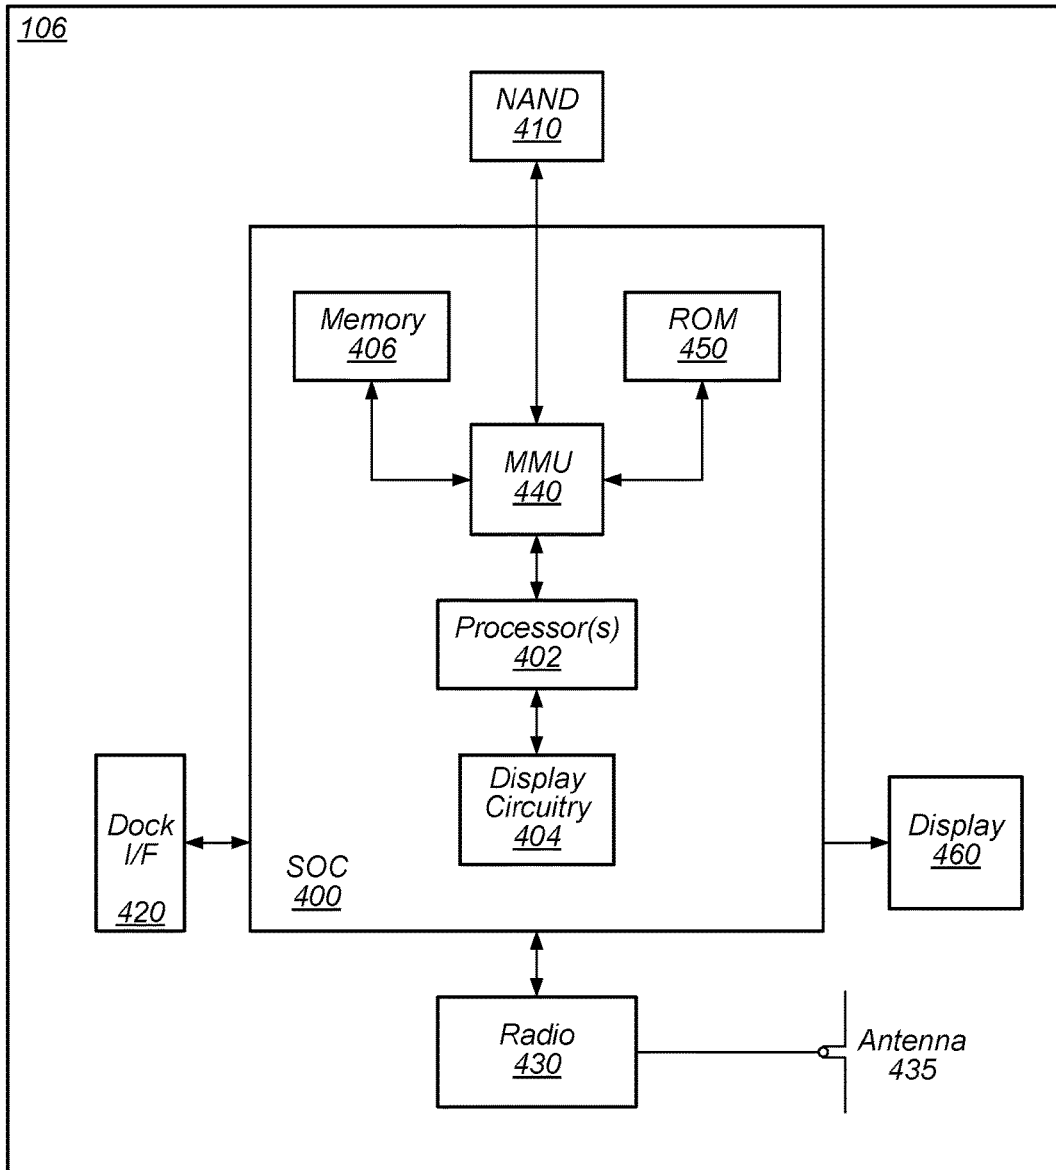 106
NAND
410
Memory
406
ROM
450
MMU
440
Processor(s)
402
Display
Circuitry
404
Dock
I/F
420
SOC
400
Display
460
Radio
430
Antenna
435